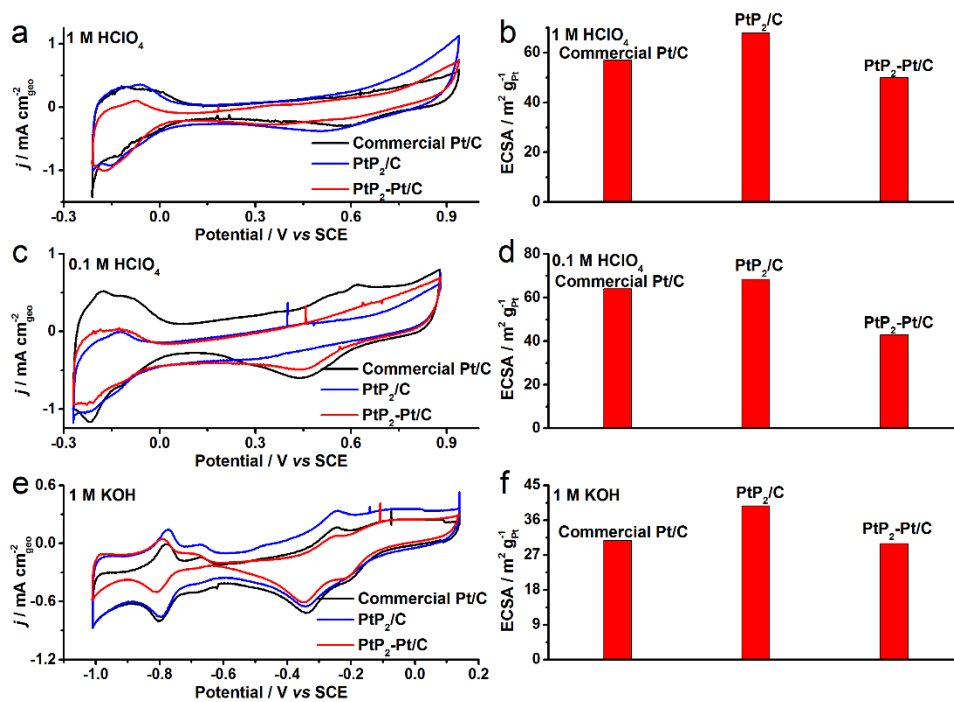 a
1 M HClO₄
j / mA cm⁻²geo
1
0
-1
-0.3 0.0 0.3 0.6 0.9
Potential / V vs SCE
Commercial Pt/C
PtP₂/C
PtP₂-Pt/C
b
1 M HClO₄
Commercial Pt/C
PtP₂/C
PtP₂-Pt/C
ECSA / m² g⁻¹Pt
60
40
20
0
c
0.1 M HClO₄
j / mA cm⁻²geo
1
0
-1
-0.3 0.0 0.3 0.6 0.9
Potential / V vs SCE
Commercial Pt/C
PtP₂/C
PtP₂-Pt/C
d
0.1 M HClO₄
Commercial Pt/C
PtP₂/C
PtP₂-Pt/C
ECSA / m² g⁻¹Pt
80
60
40
20
0
e
1 M KOH
j / mA cm⁻²geo
0.6
0.0
-0.6
-1.2
-1.0 -0.8 -0.6 -0.4 -0.2 0.0 0.2
Potential / V vs SCE
Commercial Pt/C
PtP₂/C
PtP₂-Pt/C
f
1 M KOH
Commercial Pt/C
PtP₂/C
PtP₂-Pt/C
ECSA / m² g⁻¹Pt
45
36
27
18
9
0